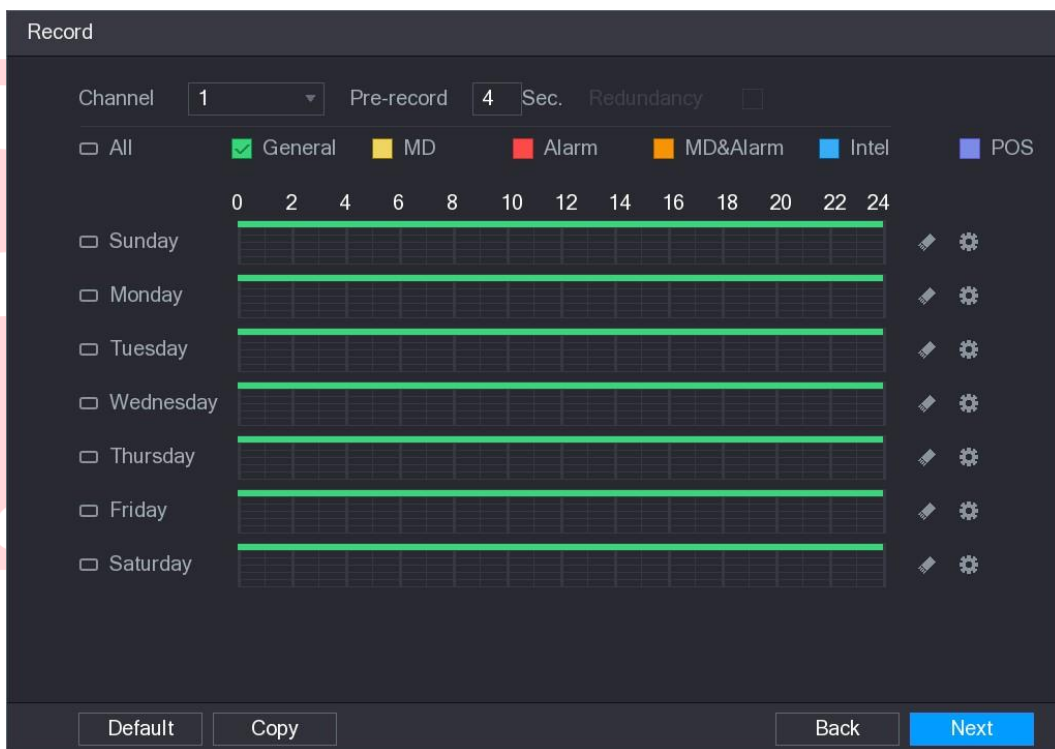 Record
Channel 1 Pre-record 4 Sec. Redundancy
All General MD Alarm MD&Alarm Intel POS
0 2 4 6 8 10 12 14 16 18 20 22 24
Sunday
Monday
Tuesday
Wednesday
Thursday
Friday
Saturday
Default Copy Back Next